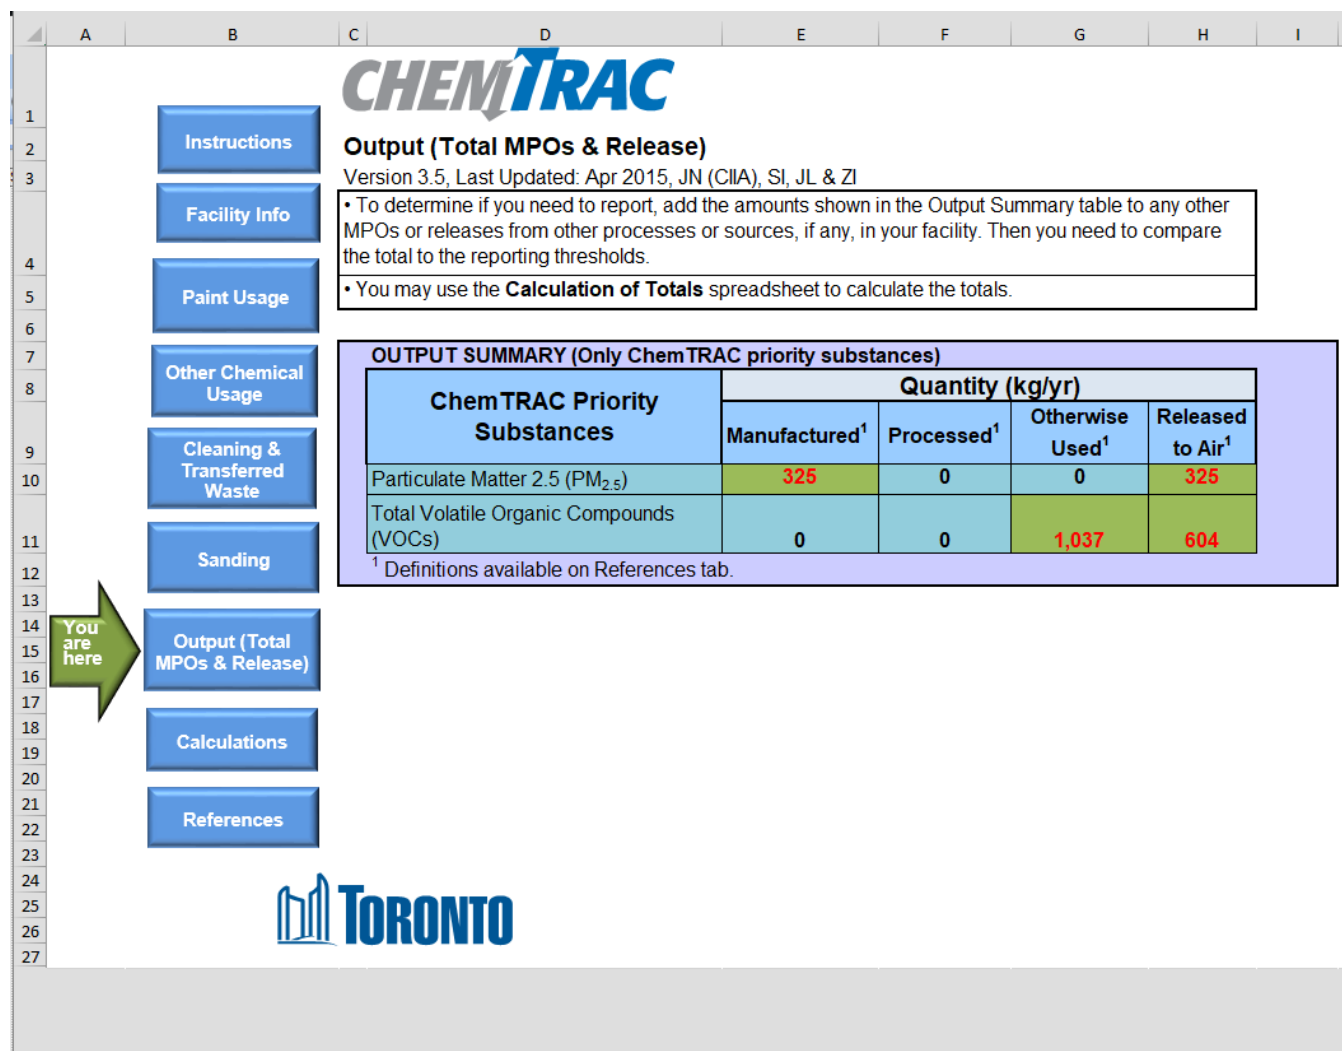 A B C D E F G H I
CHEMTRAC
1
Instructions
2 Output (Total MPOs & Release)
3 Version 3.5, Last Updated: Apr 2015, JN (CIIA), SI, JL & ZI
Facility Info
• To determine if you need to report, add the amounts shown in the Output Summary table to any other
MPOs or releases from other processes or sources, if any, in your facility. Then you need to compare
4 the total to the reporting thresholds.
5 Paint Usage • You may use the Calculation of Totals spreadsheet to calculate the totals.
6
7 OUTPUT SUMMARY (Only ChemTRAC priority substances)
Other Chemical
Usage
8 ChemTRAC Priority
Substances
Quantity (kg/yr)
9 Manufactured¹ Processed¹ Otherwise
Used¹
Released
to Air¹
Cleaning &
Transferred
Waste
10 Particulate Matter 2.5 (PM₂.₅) 325 0 0 325
Total Volatile Organic Compounds
11 (VOCs) 0 0 1,037 604
Sanding
12 ¹ Definitions available on References tab.
13
14 You
15 are
16 here
Output (Total
MPOs & Release)
17
18
19 Calculations
20
21
22 References
23
24
25 TORONTO
26
27